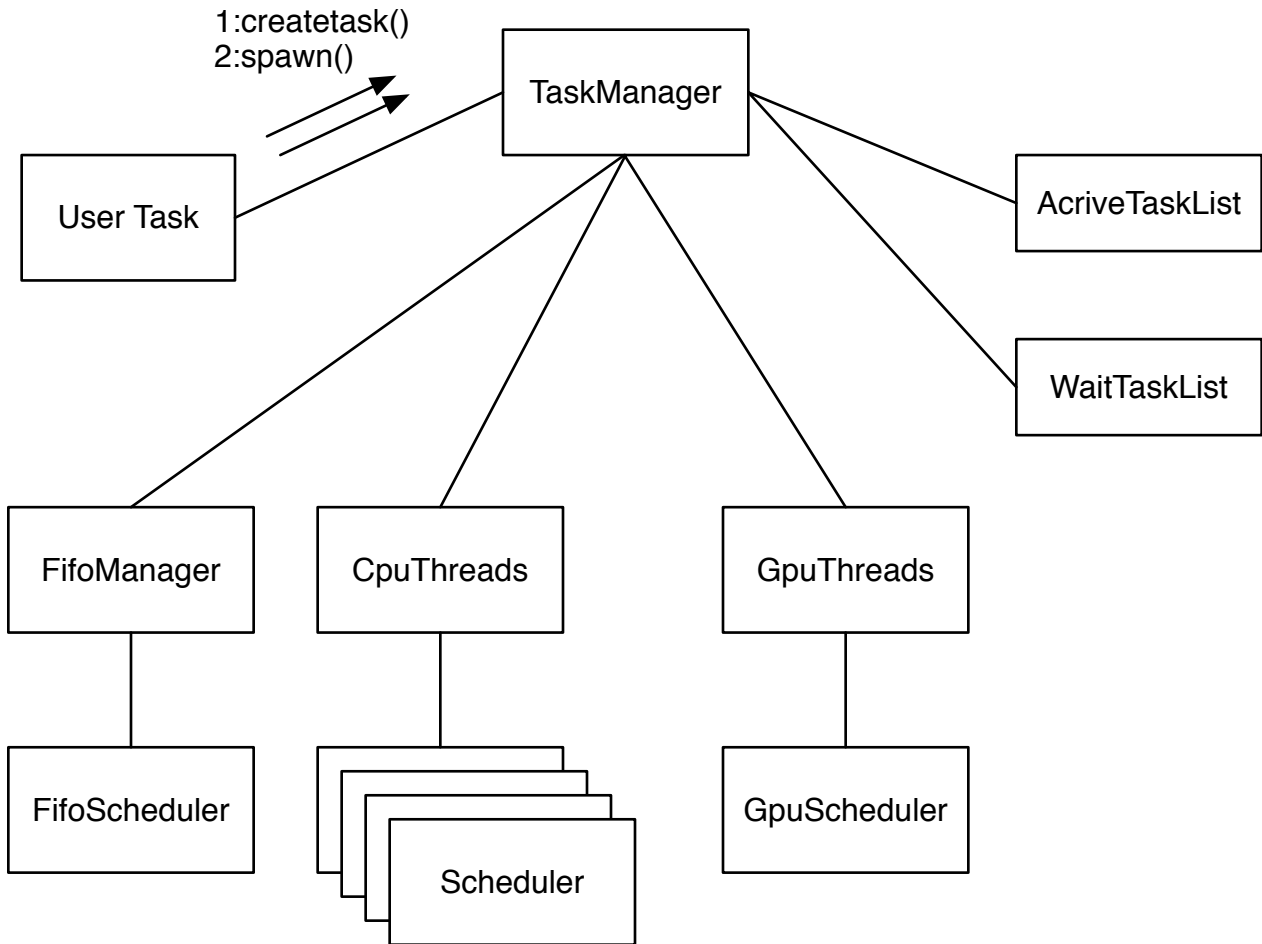 1:createtask()
2:spawn()
TaskManager
User Task
AcriveTaskList
WaitTaskList
FifoManager
CpuThreads
GpuThreads
FifoScheduler
Scheduler
GpuScheduler